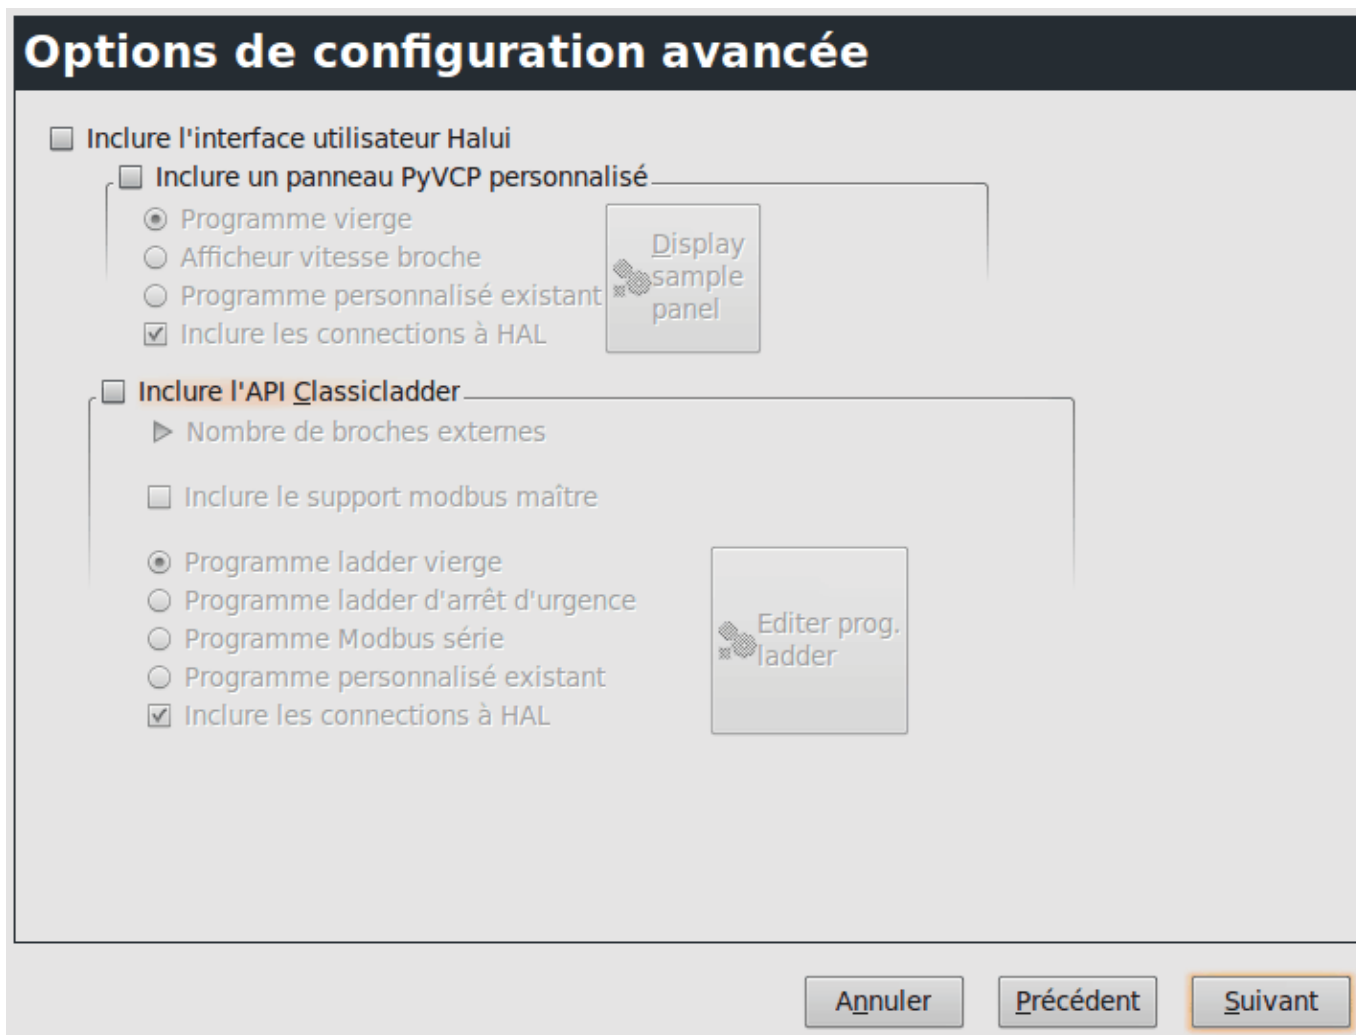 Options de configuration avancée
Inclure l'interface utilisateur Halui
Inclure un panneau PyVCP personnalisé
Programme vierge
Afficheur vitesse broche
Programme personnalisé existant
Inclure les connections à HAL
Display
sample
panel
Inclure l'API Classicladder
Nombre de broches externes
Inclure le support modbus maître
Programme ladder vierge
Programme ladder d'arrêt d'urgence
Programme Modbus série
Programme personnalisé existant
Inclure les connections à HAL
Editer prog.
ladder
Annuler
Précédent
Suivant